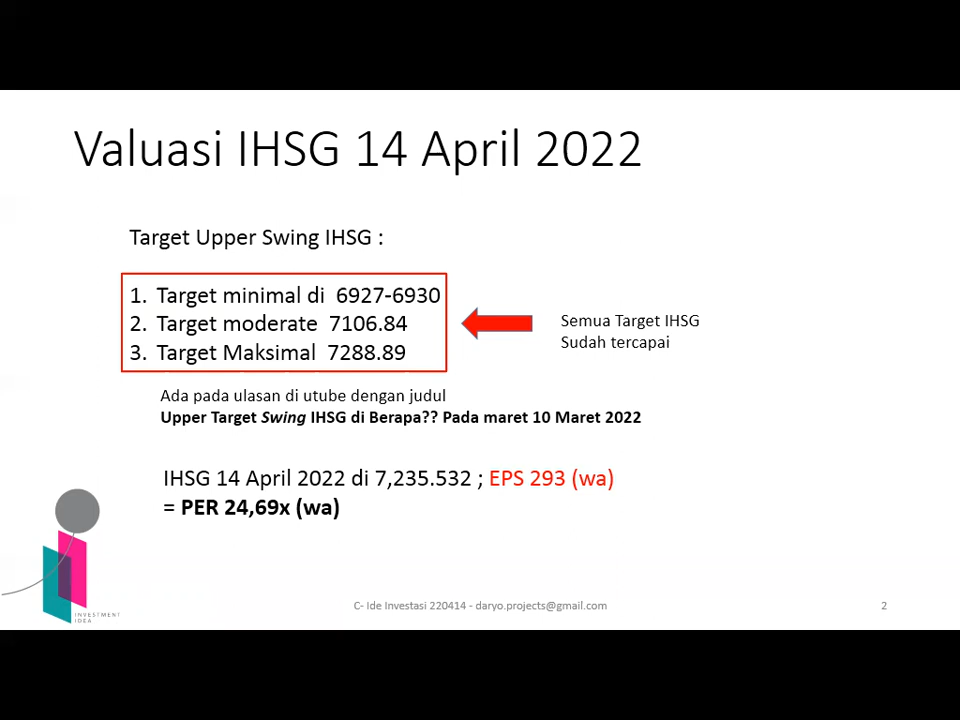 Valuasi IHSG 14 April 2022
Target Upper Swing IHSG :
1. Target minimal di 6927-6930
2. Target moderate 7106.84
3. Target Maksimal 7288.89
Semua Target IHSG
Sudah tercapai
Ada pada ulasan di utube dengan judul
Upper Target Swing IHSG di Berapa?? Pada maret 10 Maret 2022
IHSG 14 April 2022 di 7,235.532 ; EPS 293 (wa)
= PER 24,69x (wa)
INVESTMENT
IDEA
C- Ide Investasi 220414 - daryo.projects@gmail.com
2